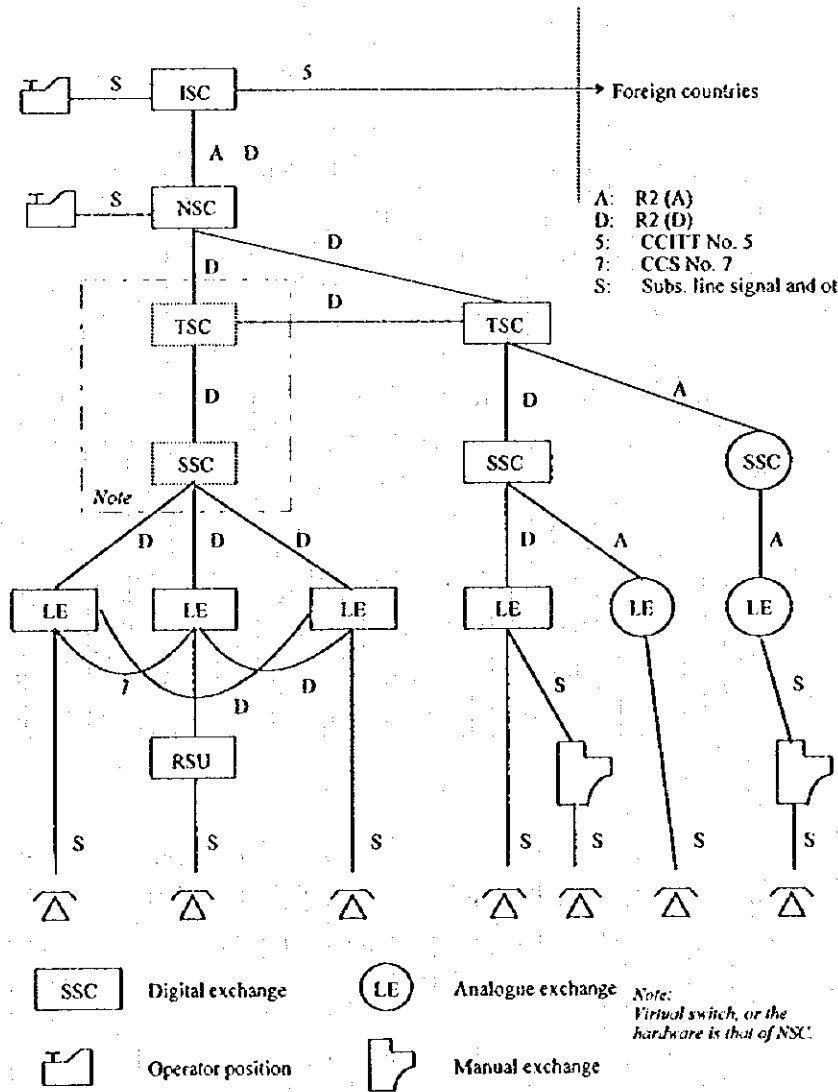 5
S
ISC
Foreign countries
A D
S
NSC
A: R2 (A)
D: R2 (D)
5: CCITT No. 5
7: CCS No. 7
S: Subs. line signal and ot
D
D
D
TSC
TSC
D
D
A
SSC
SSC
SSC
Note
D
D
D
D
A
A
LE
LE
LE
LE
LE
LE
7
D
D
S
S
RSU
S
S
S
S
S
S
S
SSC
Digital exchange
LE
Analogue exchange
Note:
Virtual switch, or the
hardware is that of NSC.
Operator position
Manual exchange